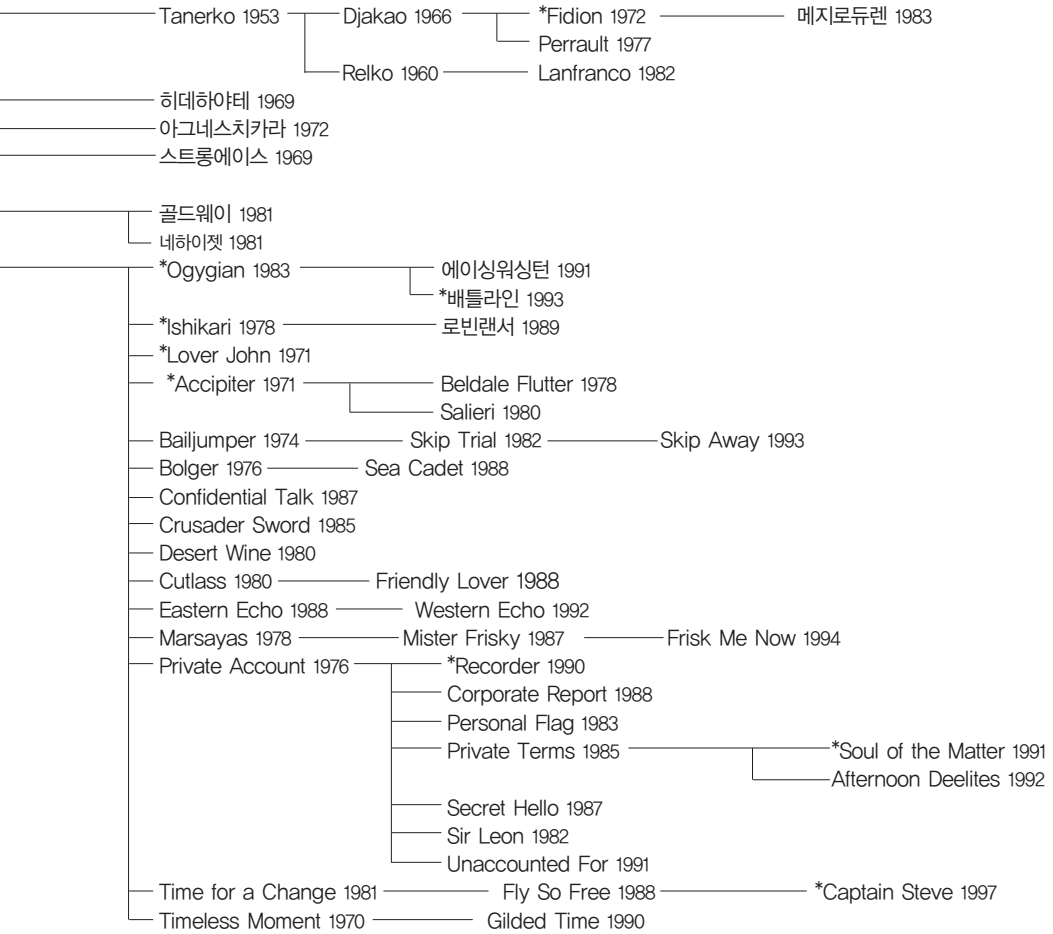 Tanerko 1953 Djakao 1966 *Fidion 1972 메지로듀렌 1983
Perrault 1977
Relko 1960 Lanfranco 1982
히데하야테 1969
아그네스치카라 1972
스트롱에이스 1969
골드웨이 1981
네하이젯 1981
*Ogygian 1983 에이싱워싱턴 1991
*배틀라인 1993
*Ishikari 1978 로빈랜서 1989
*Lover John 1971
*Accipiter 1971 Beldale Flutter 1978
Salieri 1980
Bailjumper 1974 Skip Trial 1982 Skip Away 1993
Bolger 1976 Sea Cadet 1988
Confidential Talk 1987
Crusader Sword 1985
Desert Wine 1980
Cutlass 1980 Friendly Lover 1988
Eastern Echo 1988 Western Echo 1992
Marsayas 1978 Mister Frisky 1987 Frisk Me Now 1994
Private Account 1976 *Recorder 1990
Corporate Report 1988
Personal Flag 1983
Private Terms 1985 *Soul of the Matter 1991
Afternoon Deelites 1992
Secret Hello 1987
Sir Leon 1982
Unaccounted For 1991
Time for a Change 1981 Fly So Free 1988 *Captain Steve 1997
Timeless Moment 1970 Gilded Time 1990